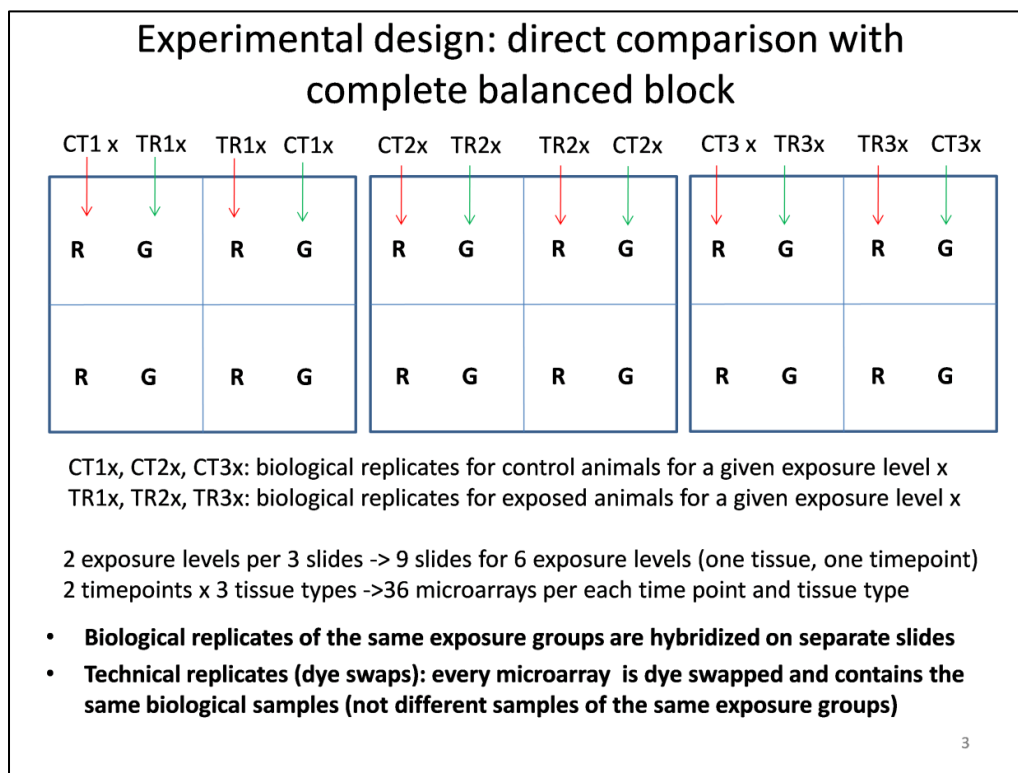 Experimental design: direct comparison with
complete balanced block
CT1 x TR1x TR1x CT1x CT2x TR2x TR2x CT2x CT3 x TR3x TR3x CT3x
R G R G R G R G R G R G
R G R G R G R G R G R G
CT1x, CT2x, CT3x: biological replicates for control animals for a given exposure level x
TR1x, TR2x, TR3x: biological replicates for exposed animals for a given exposure level x
2 exposure levels per 3 slides -> 9 slides for 6 exposure levels (one tissue, one timepoint)
2 timepoints x 3 tissue types ->36 microarrays per each time point and tissue type
• Biological replicates of the same exposure groups are hybridized on separate slides
• Technical replicates (dye swaps): every microarray is dye swapped and contains the
same biological samples (not different samples of the same exposure groups)
3